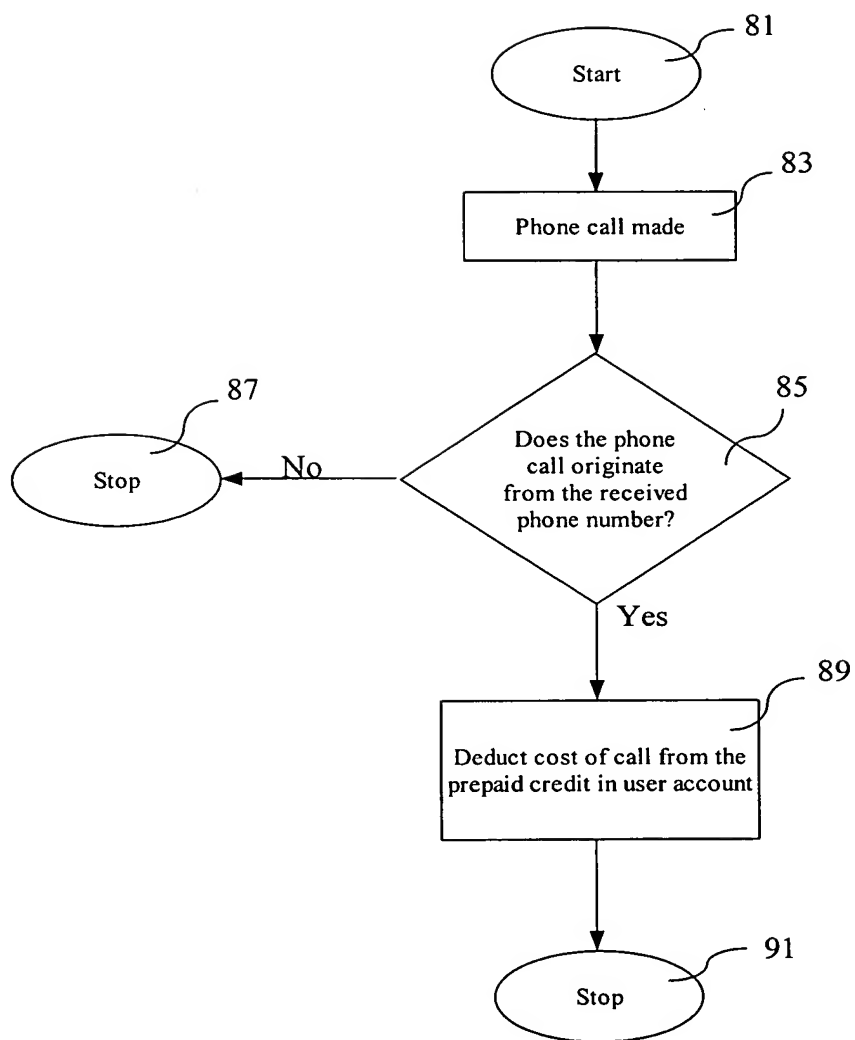 81
Start
83
Phone call made
85
Does the phone
call originate
from the received
phone number?
87
Stop
No
Yes
89
Deduct cost of call from the
prepaid credit in user account
91
Stop